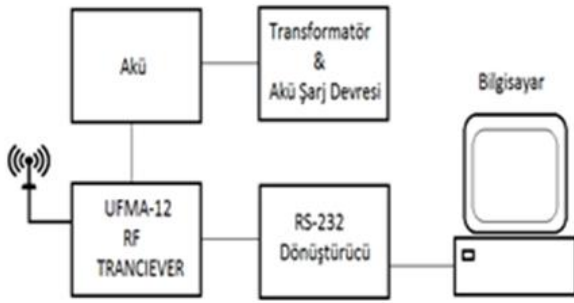 Akü
Transformatör
&
Akü Şarj Devresi
Bilgisayar
UFMA-12
RF
TRANCIEVER
RS-232
Dönüştürücü